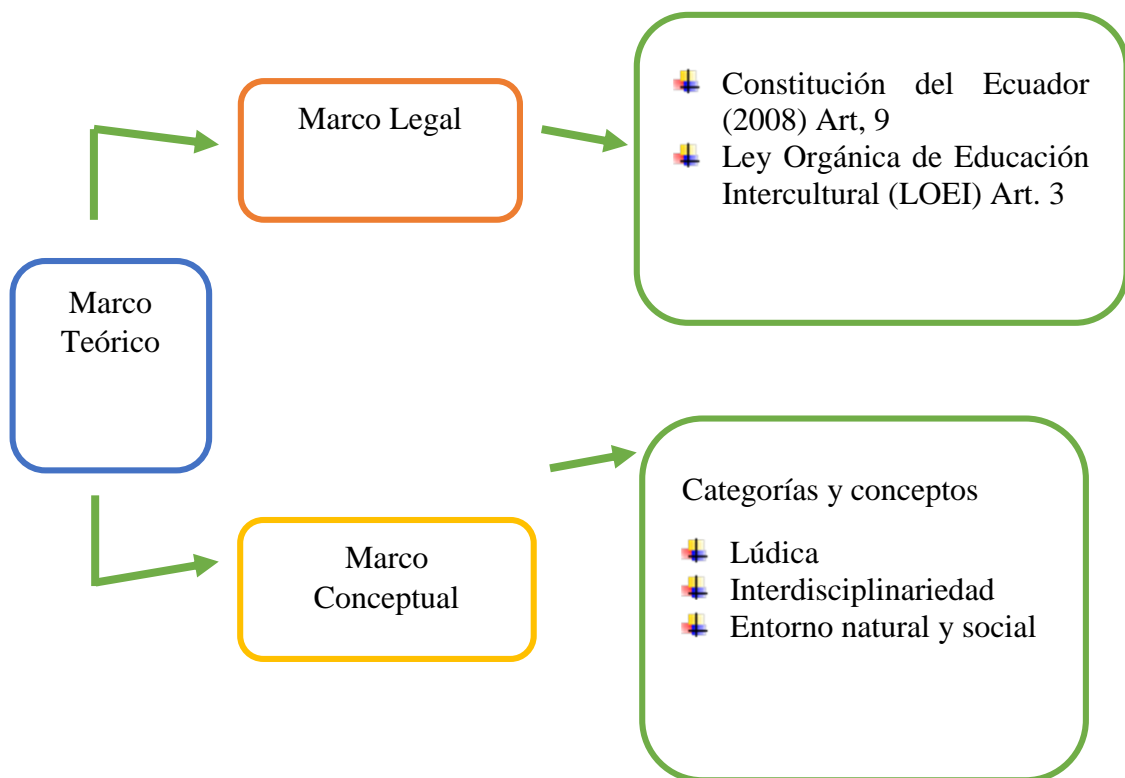 Marco
Teórico
Marco Legal
Constitución del Ecuador
(2008) Art, 9
Ley Orgánica de Educación
Intercultural (LOEI) Art. 3
Marco
Conceptual
Categorías y conceptos
Lúdica
Interdisciplinariedad
Entorno natural y social